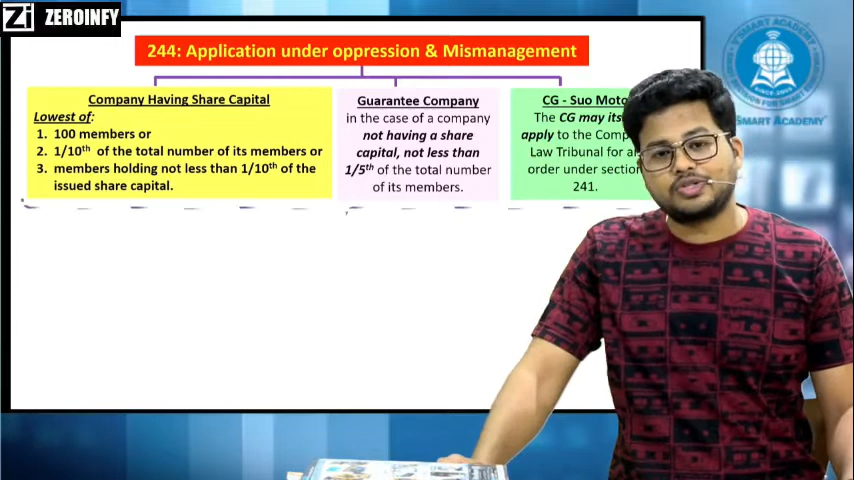 Zi ZEROINFY
244: Application under oppression & Mismanagement
Company Having Share Capital
Lowest of:
1. 100 members or
2. 1/10th of the total number of its members or
3. members holding not less than 1/10th of the
issued share capital.
Guarantee Company
in the case of a company
not having a share
capital, not less than
1/5th of the total number
of its members.
CG - Suo Moto
The CG may its
apply to the Comp
Law Tribunal for a
order under section
241.
SMART ACADEMY